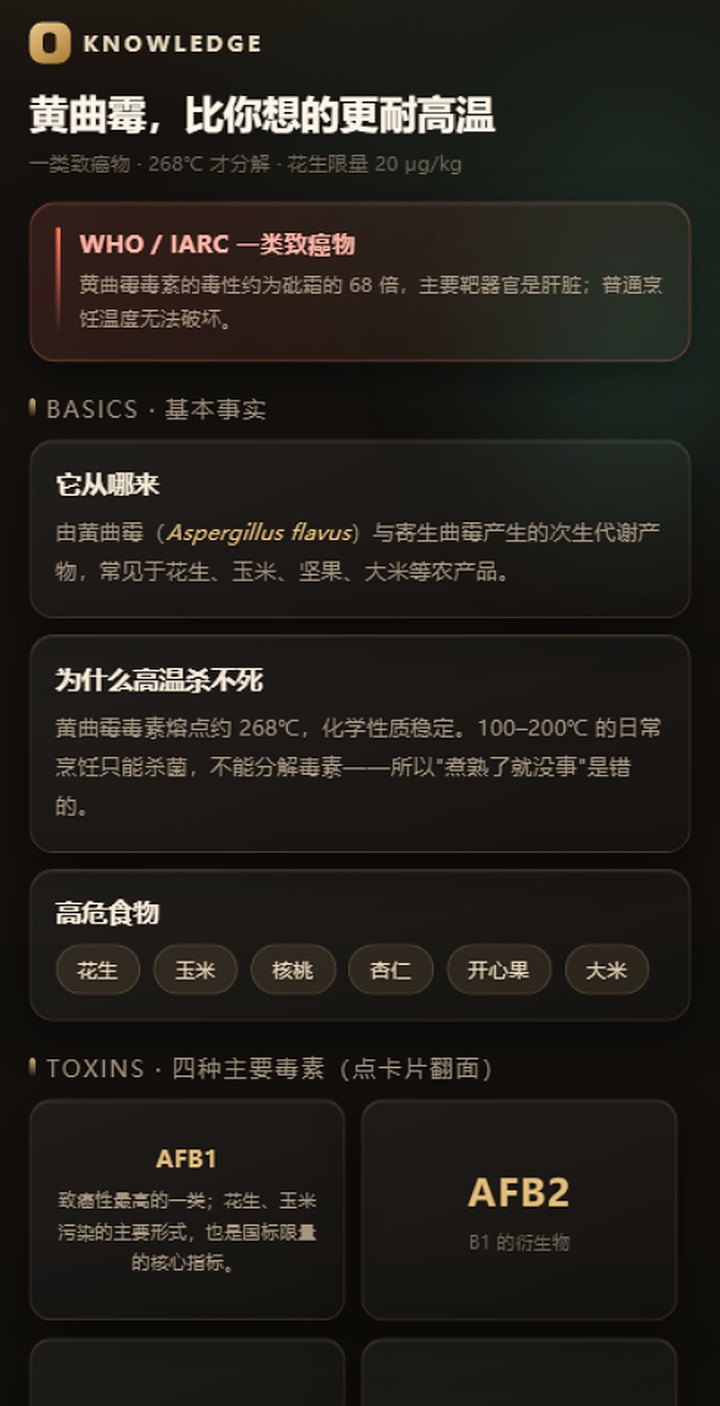 KNOWLEDGE
黄曲霉，比你想的更耐高温
一类致癌物 · 268℃ 才分解 · 花生限量 20 μg/kg
WHO / IARC 一类致癌物
黄曲霉毒素的毒性约为砒霜的 68 倍，主要靶器官是肝脏；普通烹
饪温度无法破坏。
BASICS · 基本事实
它从哪来
由黄曲霉（Aspergillus flavus）与寄生曲霉产生的次生代谢产
物，常见于花生、玉米、坚果、大米等农产品。
为什么高温杀不死
黄曲霉毒素熔点约 268℃，化学性质稳定。100–200℃ 的日常
烹饪只能杀菌，不能分解毒素——所以"煮熟了就没事"是错
的。
高危食物
花生 玉米 核桃 杏仁 开心果 大米
TOXINS · 四种主要毒素（点卡片翻面）
AFB1
致癌性最高的一类；花生、玉米
污染的主要形式，也是国标限量
的核心指标。
AFB2
B1 的衍生物